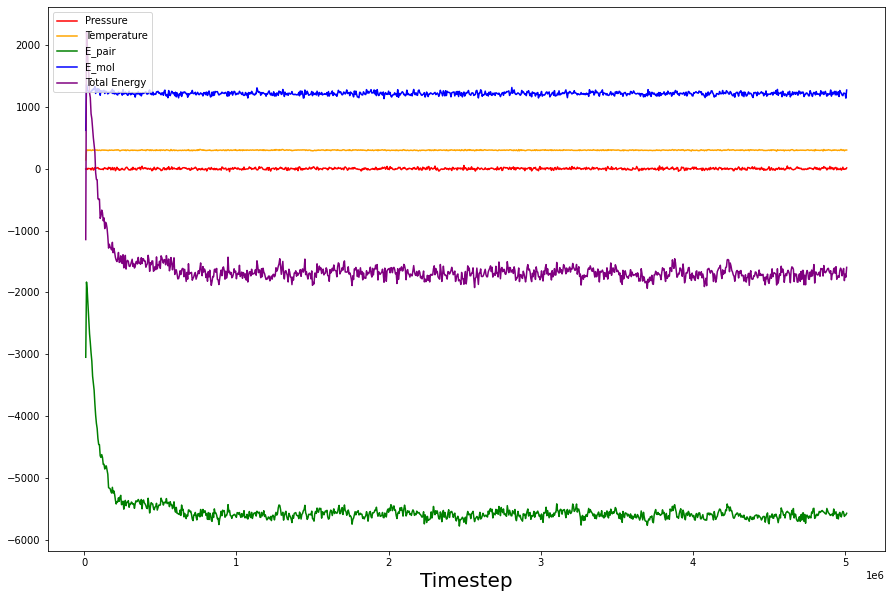 Pressure
Temperature
E_pair
E_mol
Total Energy
2000
1000
0
−1000
−2000
−3000
−4000
−5000
−6000
0 1 2 3 4 5
1e6
Timestep